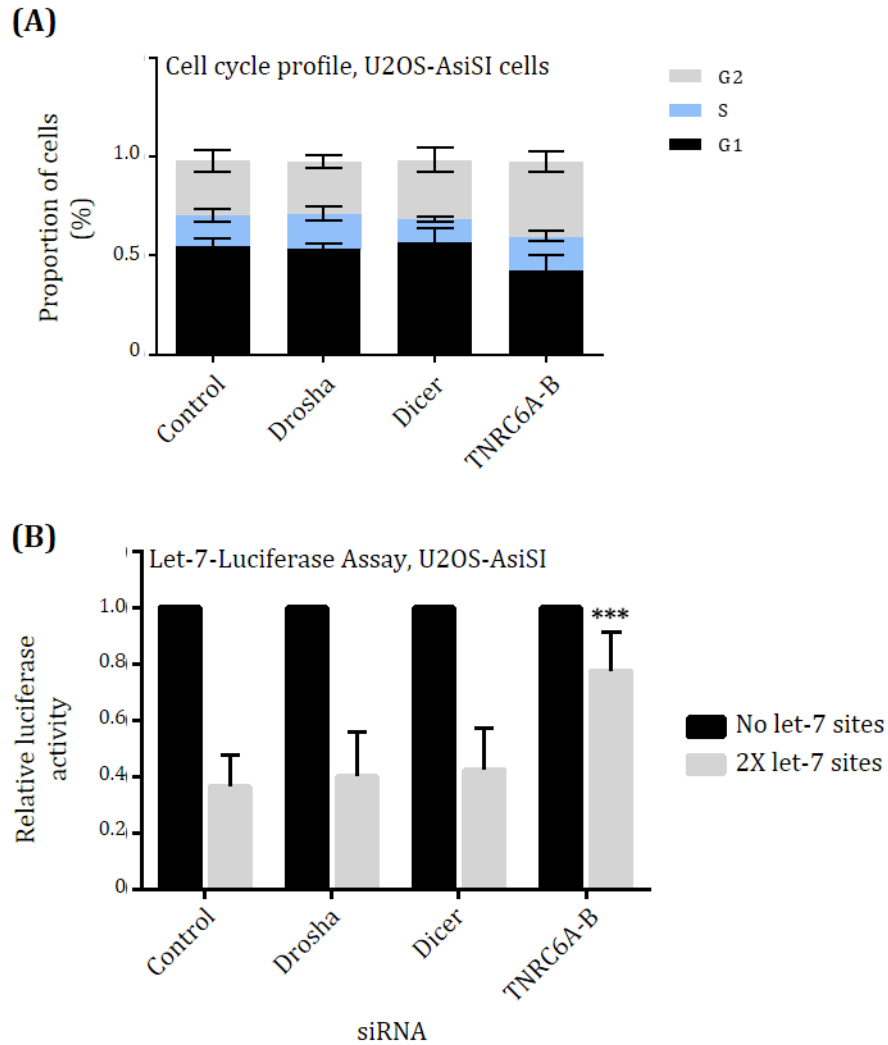 (A)
Cell cycle profile, U2OS-AsiSI cells
G2
S
G1
Proportion of cells
(%)
1.0
0.5
0
Control
Drosha
Dicer
TNRC6A-B
(B)
Let-7-Luciferase Assay, U2OS-AsiSI
Relative luciferase
activity
1.0
0.8
0.6
0.4
0.2
0
***
No let-7 sites
2X let-7 sites
Control
Drosha
Dicer
TNRC6A-B
siRNA